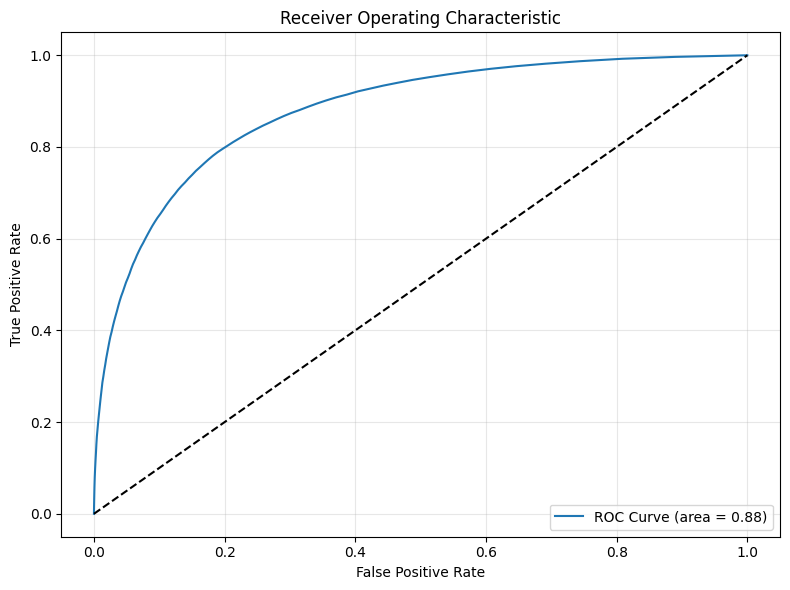 Receiver Operating Characteristic
True Positive Rate
1.0
0.8
0.6
0.4
0.2
0.0
ROC Curve (area = 0.88)
0.0 0.2 0.4 0.6 0.8 1.0
False Positive Rate